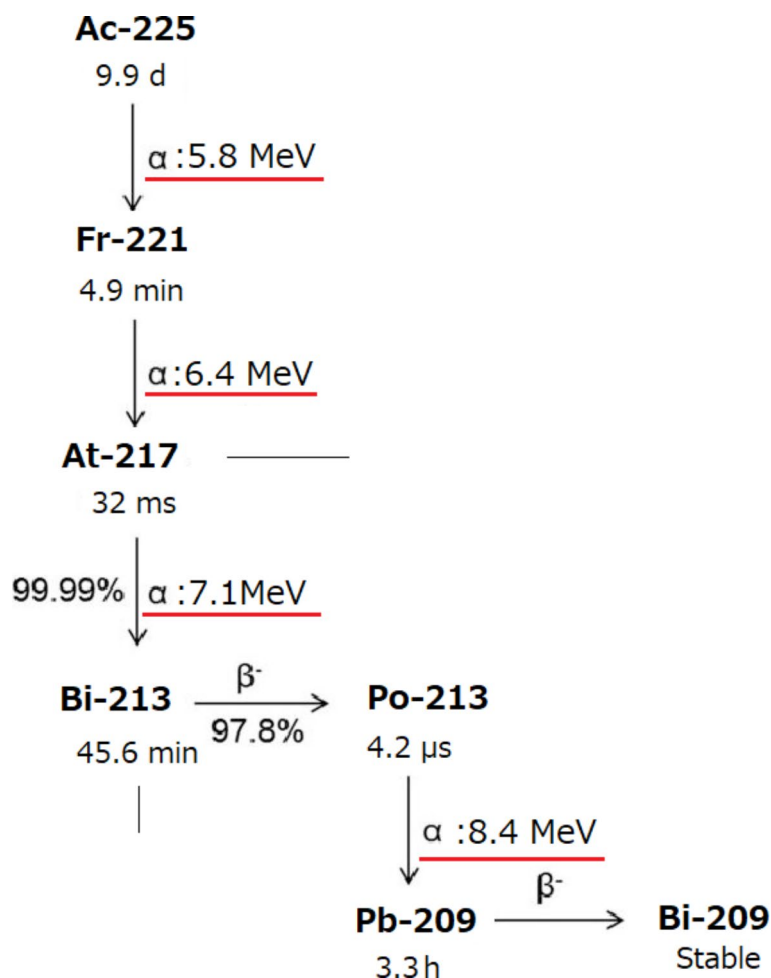 Ac-225
9.9 d
α :5.8 MeV
Fr-221
4.9 min
α:6.4 MeV
At-217
32 ms
99.99% α :7.1MeV
Bi-213 β- Po-213
97.8%
45.6 min 4.2 µs
α :8.4 MeV
Pb-209 β- Bi-209
3.3h Stable